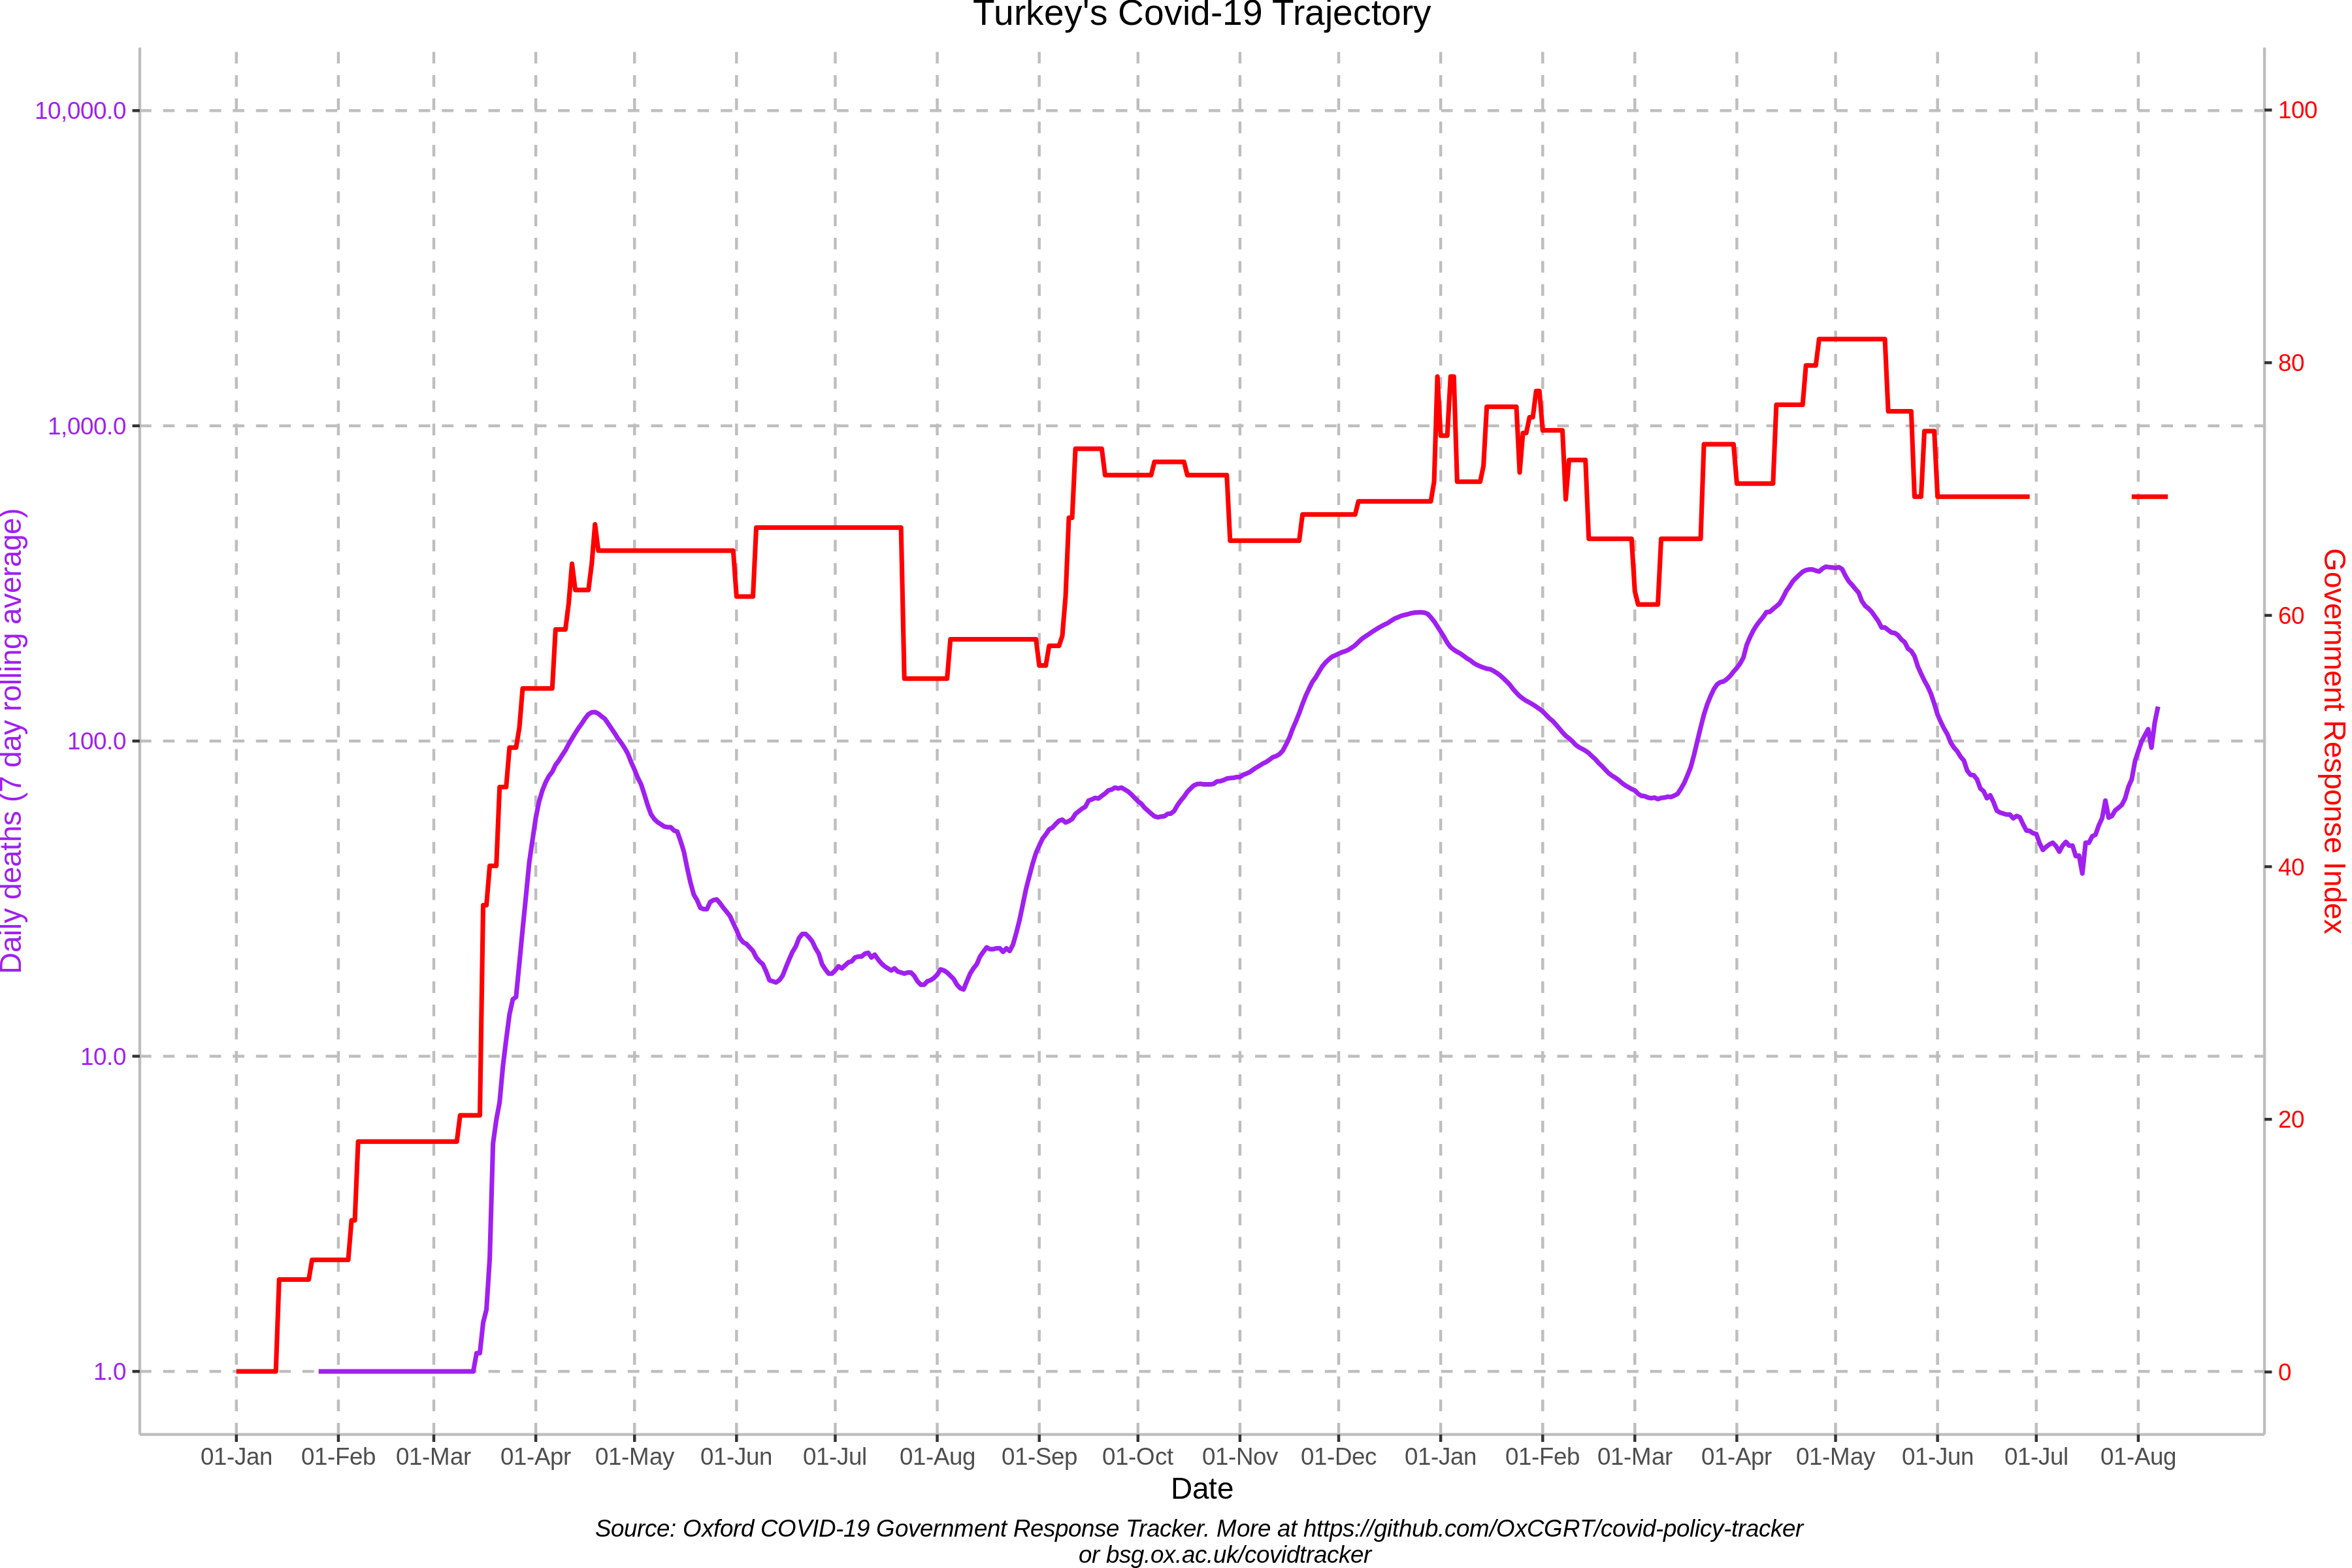 Turkey's Covid-19 Trajectory
10,000.0
1,000.0
100.0
10.0
1.0
Daily deaths (7 day rolling average)
100
80
60
40
20
0
Government Response Index
01-Jan 01-Feb 01-Mar 01-Apr 01-May 01-Jun 01-Jul 01-Aug 01-Sep 01-Oct 01-Nov 01-Dec 01-Jan 01-Feb 01-Mar 01-Apr 01-May 01-Jun 01-Jul 01-Aug
Date
Source: Oxford COVID-19 Government Response Tracker. More at https://github.com/OxCGRT/covid-policy-tracker
or bsg.ox.ac.uk/covidtracker